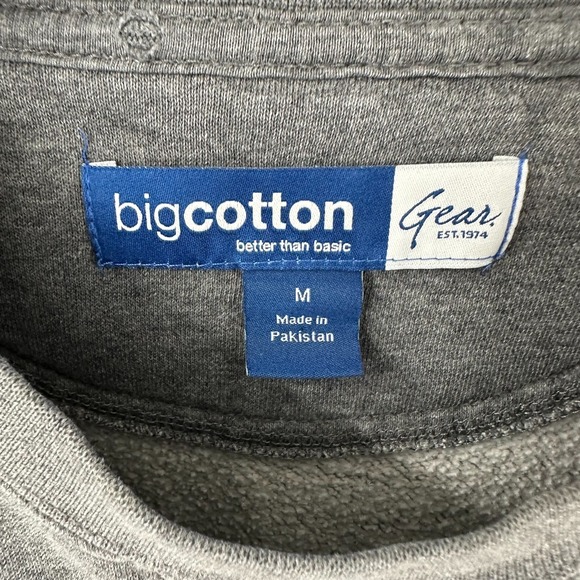 bigcotton
better than basic
Gear.
EST.1974
M
Made in
Pakistan